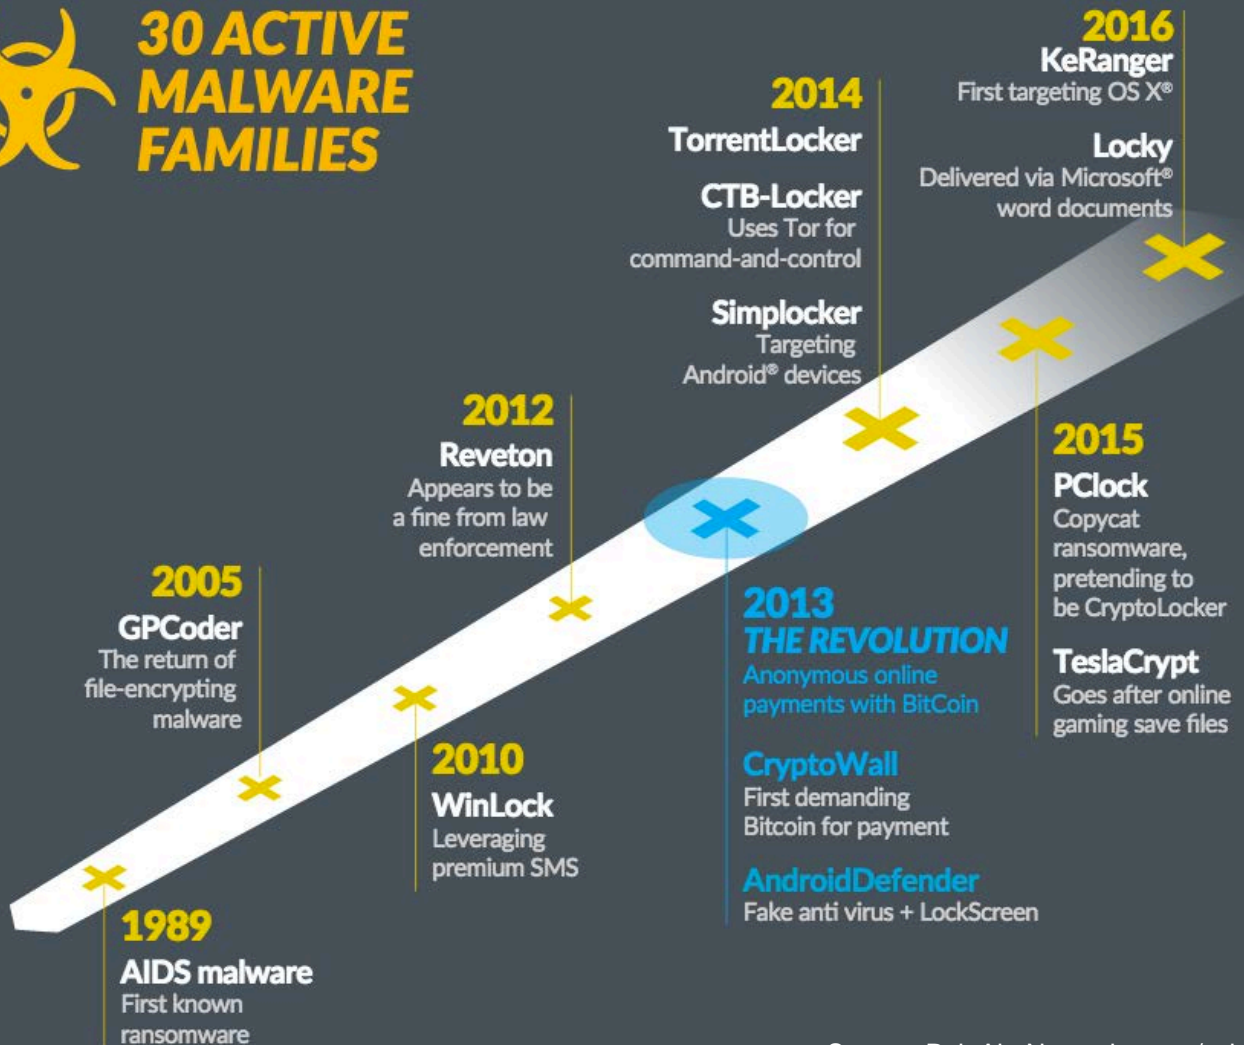 30 ACTIVE
MALWARE
FAMILIES
1989
AIDS malware
First known
ransomware
2005
GPCoder
The return of
file-encrypting
malware
2010
WinLock
Leveraging
premium SMS
2012
Reveton
Appears to be
a fine from law
enforcement
2013
THE REVOLUTION
Anonymous online
payments with BitCoin
CryptoWall
First demanding
Bitcoin for payment
AndroidDefender
Fake anti virus + LockScreen
2014
TorrentLocker
CTB-Locker
Uses Tor for
command-and-control
Simplocker
Targeting
Android® devices
2015
PClock
Copycat
ransomware,
pretending to
be CryptoLocker
TeslaCrypt
Goes after online
gaming save files
2016
KeRanger
First targeting OS X®
Locky
Delivered via Microsoft®
word documents